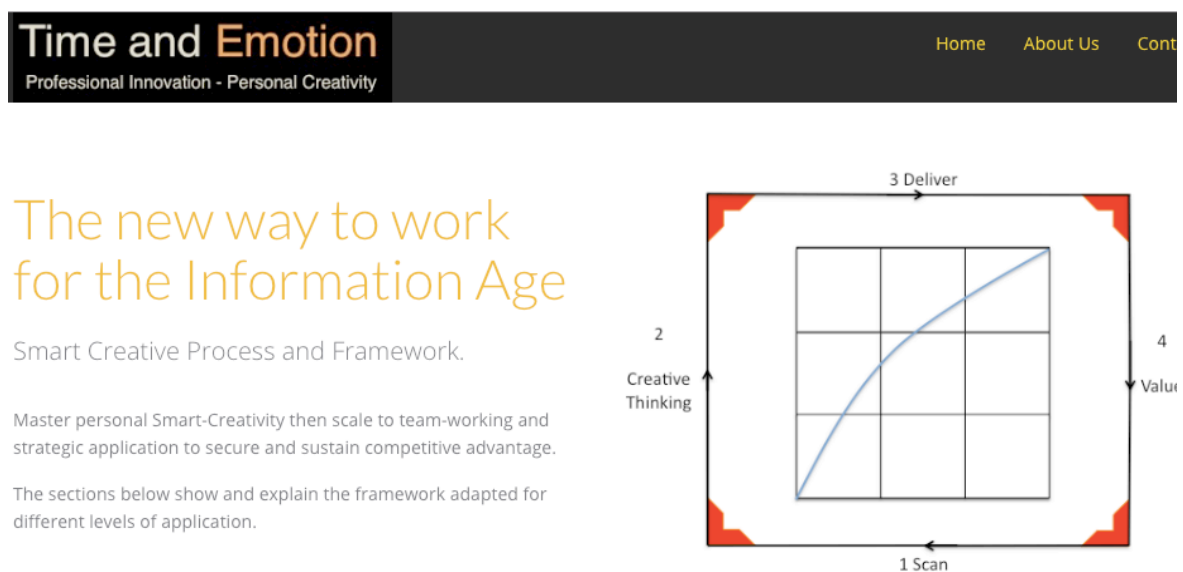 Time and Emotion
Professional Innovation - Personal Creativity
Home About Us Cont
The new way to work
for the Information Age
Smart Creative Process and Framework.
Master personal Smart-Creativity then scale to team-working and
strategic application to secure and sustain competitive advantage.
The sections below show and explain the framework adapted for
different levels of application.
3 Deliver
2
Creative
Thinking
4
Value
1 Scan